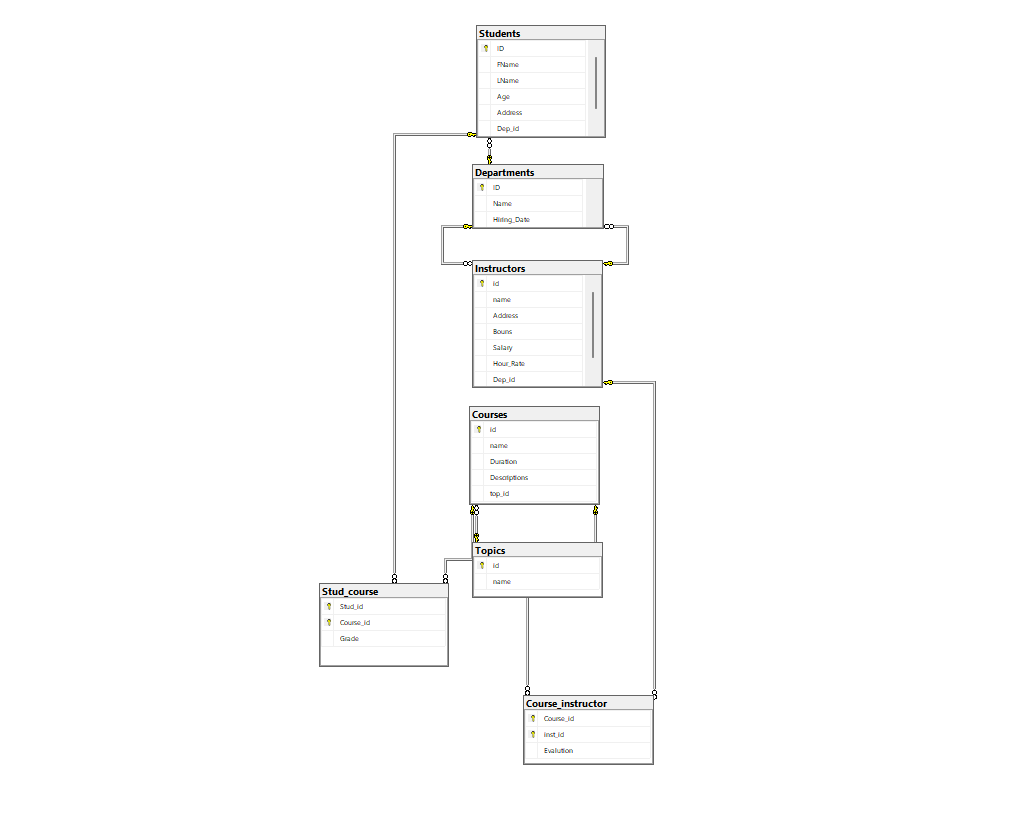 Students
ID
FName
LName
Age
Address
Dep_id
Departments
ID
Name
Hiring_Date
Instructors
id
name
Address
Bouns
Salary
Hour_Rate
Dep_id
Courses
id
name
Duration
Descriptions
top_id
Topics
id
name
Stud_course
Stud_id
Course_id
Grade
Course_instructor
Course_id
inst_id
Evalution